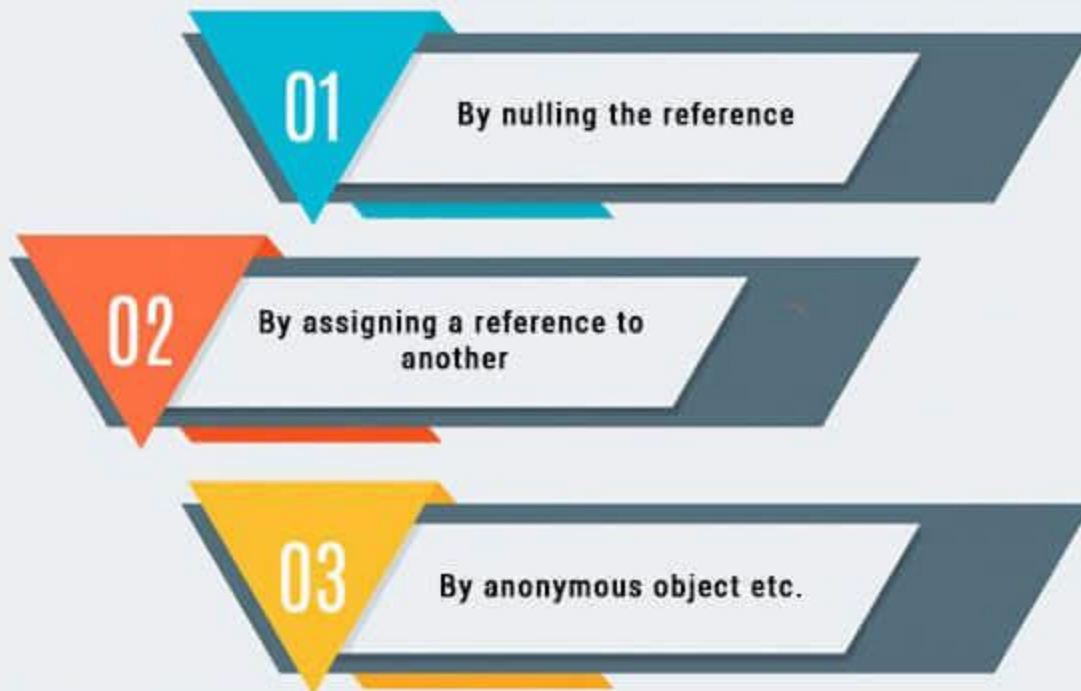 01
By nulling the reference
02
By assigning a reference to
another
03
By anonymous object etc.